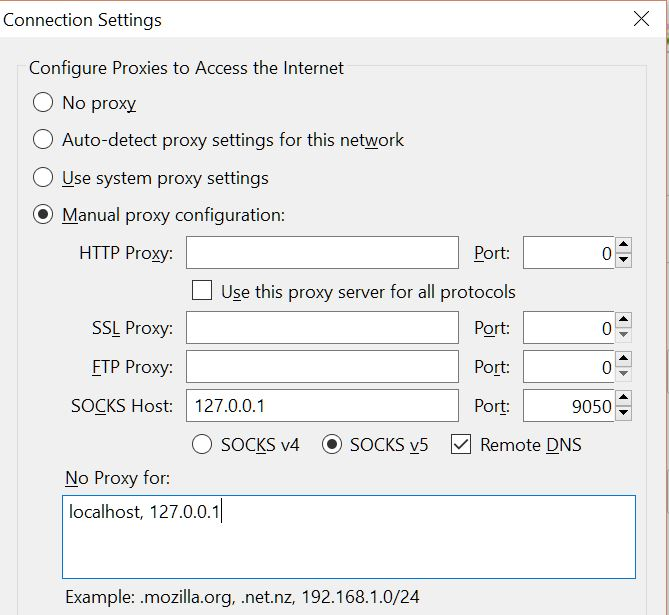 Connection Settings
Configure Proxies to Access the Internet
No proxy
Auto-detect proxy settings for this network
Use system proxy settings
Manual proxy configuration:
HTTP Proxy: Port: 0
Use this proxy server for all protocols
SSL Proxy: Port: 0
FTP Proxy: Port: 0
SOCKS Host: 127.0.0.1 Port: 9050
SOCKS v4 SOCKS v5 Remote DNS
No Proxy for:
localhost, 127.0.0.1
Example: .mozilla.org, .net.nz, 192.168.1.0/24